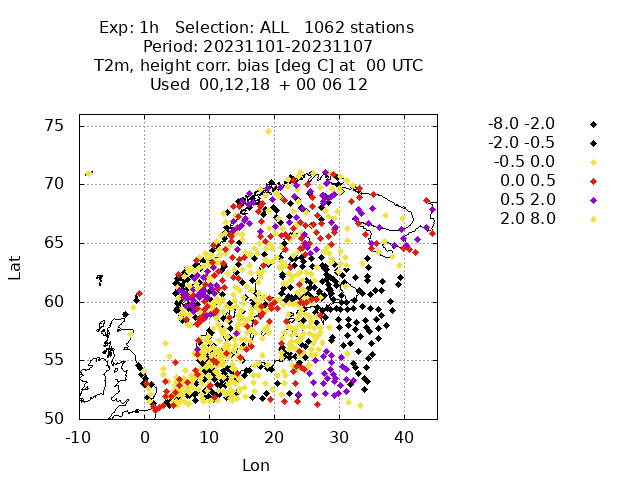 Exp: 1h   Selection: ALL   1062 stations
Period: 20231101-20231107
T2m, height corr. bias [deg C] at  00 UTC
Used  00,12,18  + 00 06 12
-8.0 -2.0
-2.0 -0.5
-0.5 0.0
0.0 0.5
0.5 2.0
2.0 8.0
75
70
65
60
55
50
Lat
-10 0 10 20 30 40
Lon